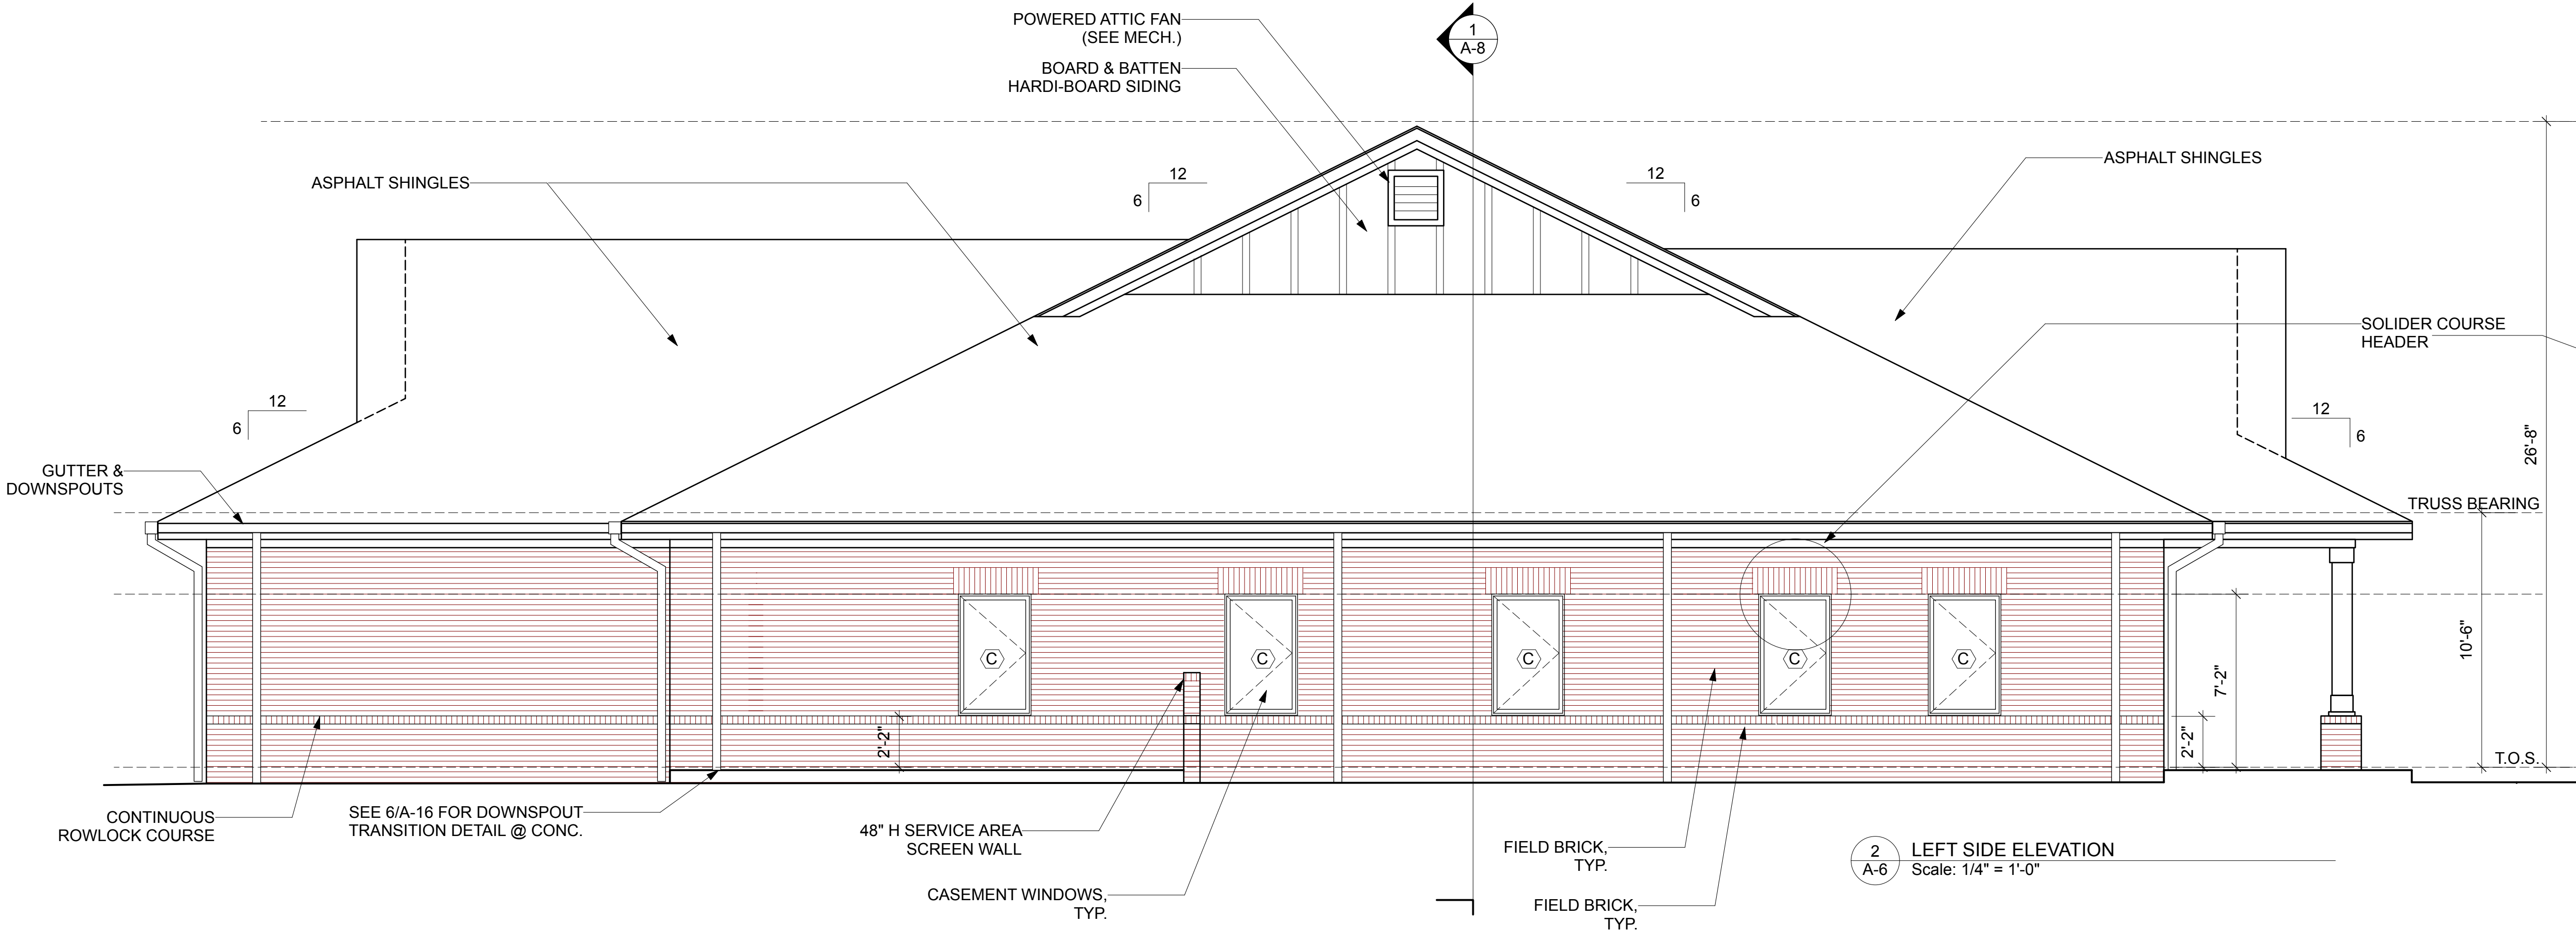 POWERED ATTIC FAN
(SEE MECH.)
1
A-8
BOARD & BATTEN
HARDI-BOARD SIDING
ASPHALT SHINGLES
12
6
12
6
ASPHALT SHINGLES
SOLIDER COURSE
HEADER
12
6
12
6
26'-8"
GUTTER &
DOWNSPOUTS
TRUSS BEARING
10'-6"
7'-2"
C
C
C
C
C
2'-2"
2'-2"
T.O.S.
CONTINUOUS
ROWLOCK COURSE
SEE 6/A-16 FOR DOWNSPOUT
TRANSITION DETAIL @ CONC.
48" H SERVICE AREA
SCREEN WALL
CASEMENT WINDOWS,
TYP.
FIELD BRICK,
TYP.
FIELD BRICK,
TYP.
2
A-6
LEFT SIDE ELEVATION
Scale: 1/4" = 1'-0"